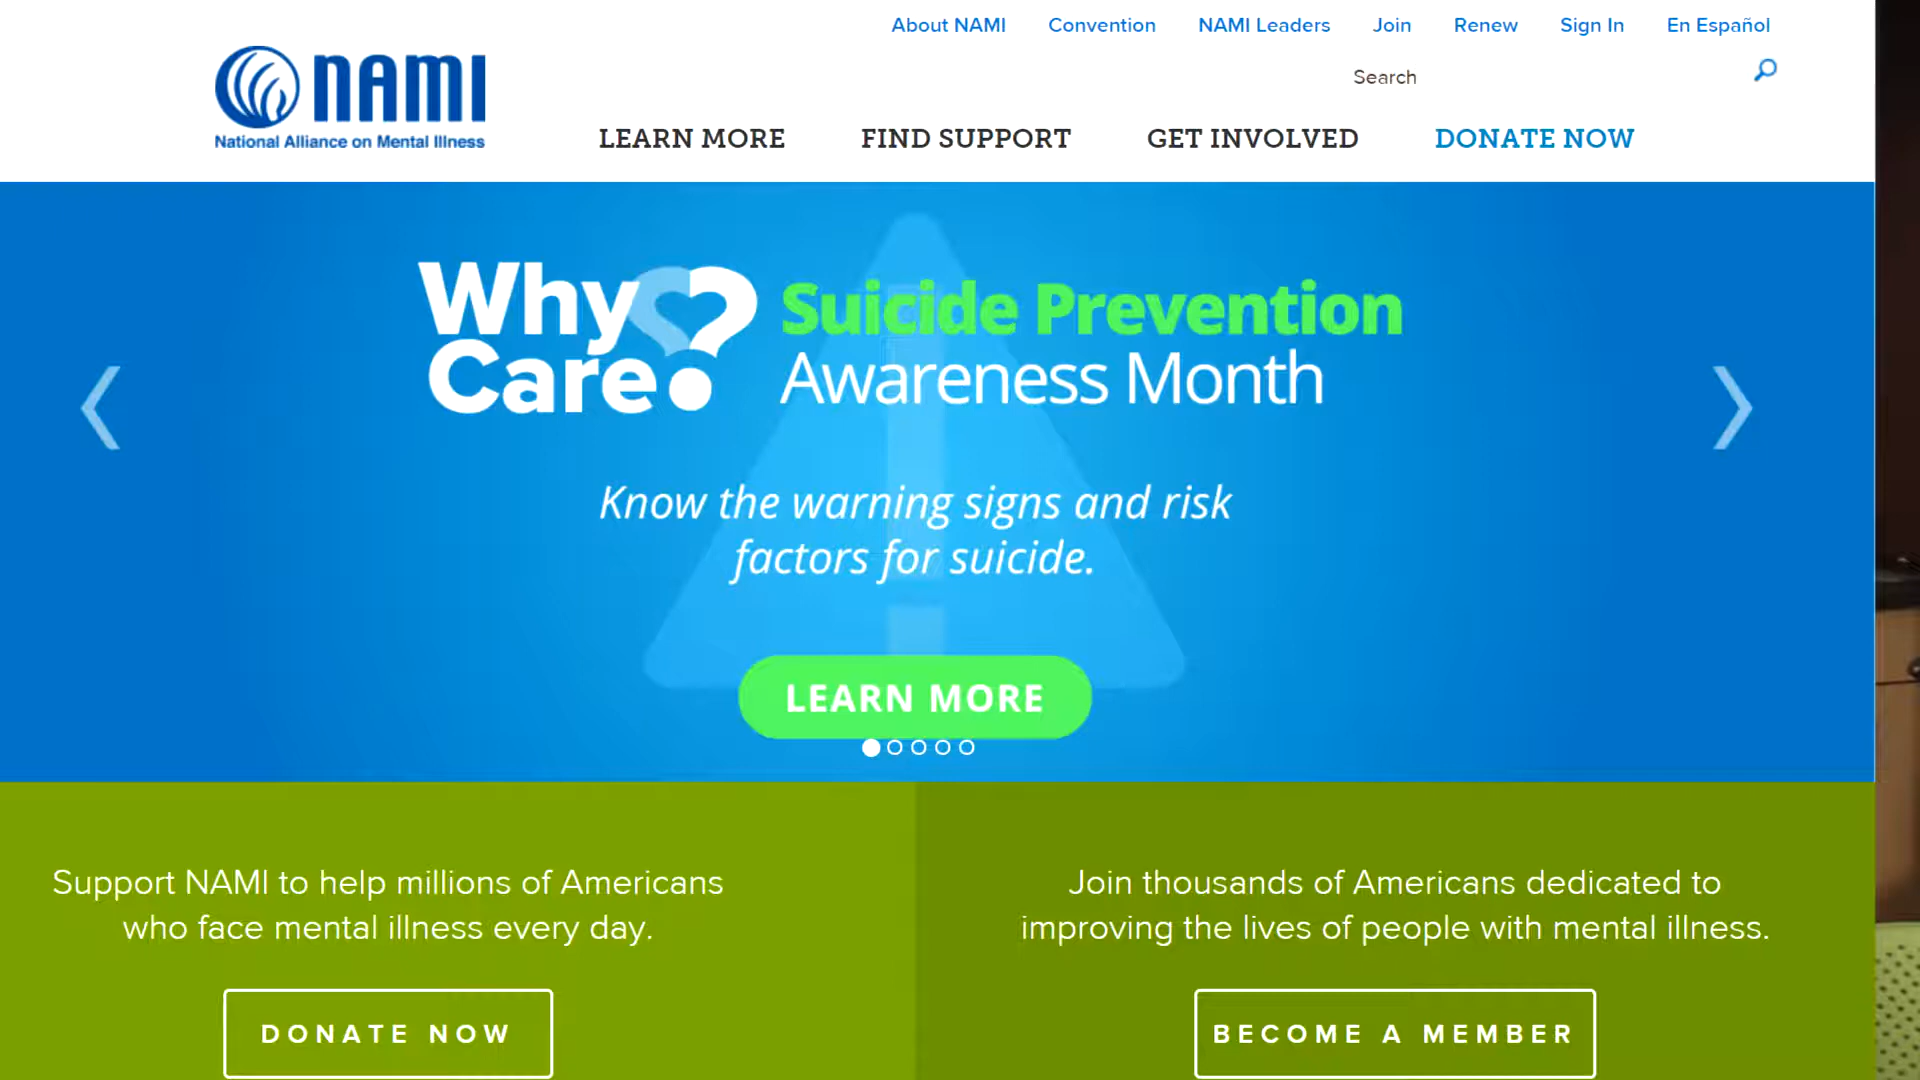 About NAMI Convention NAMI Leaders Join Renew Sign In En Español
Search
NAMI
National Alliance on Mental Illness
LEARN MORE FIND SUPPORT GET INVOLVED DONATE NOW
Why Care?
Suicide Prevention
Awareness Month
Know the warning signs and risk
factors for suicide.
LEARN MORE
Support NAMI to help millions of Americans
who face mental illness every day.
DONATE NOW
Join thousands of Americans dedicated to
improving the lives of people with mental illness.
BECOME A MEMBER